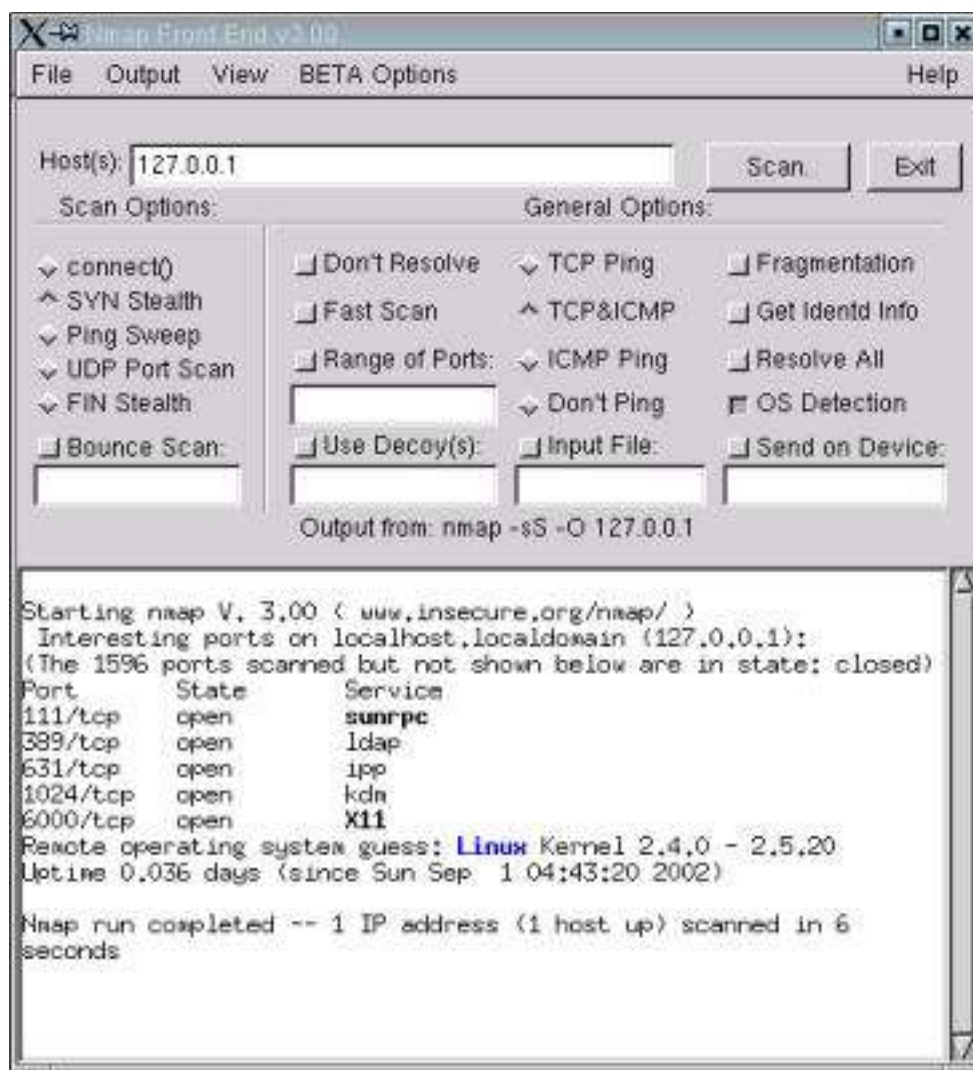 Nmap Front End v3.00
File Output View BETA Options Help
Host(s): 127.0.0.1 Scan. Exit
Scan Options: General Options:
connect() Don't Resolve TCP Ping Fragmentation
SYN Stealth Fast Scan TCP&ICMP Get Identd Info
Ping Sweep Range of Ports: ICMP Ping Resolve All
UDP Port Scan
FIN Stealth Don't Ping OS Detection
Bounce Scan: Use Decoy(s): Input File: Send on Device:
Output from: nmap -sS -O 127.0.0.1
Starting nmap V. 3.00 ( www.insecure.org/nmap/ )
Interesting ports on localhost.localdomain (127.0.0.1):
(The 1596 ports scanned but not shown below are in state: closed)
Port State Service
111/tcp open sunrpc
389/tcp open ldap
631/tcp open ipp
1024/tcp open kdm
6000/tcp open X11
Remote operating system guess: Linux Kernel 2.4.0 - 2.5.20
Uptime 0.036 days (since Sun Sep 1 04:43:20 2002)
Nmap run completed -- 1 IP address (1 host up) scanned in 6
seconds